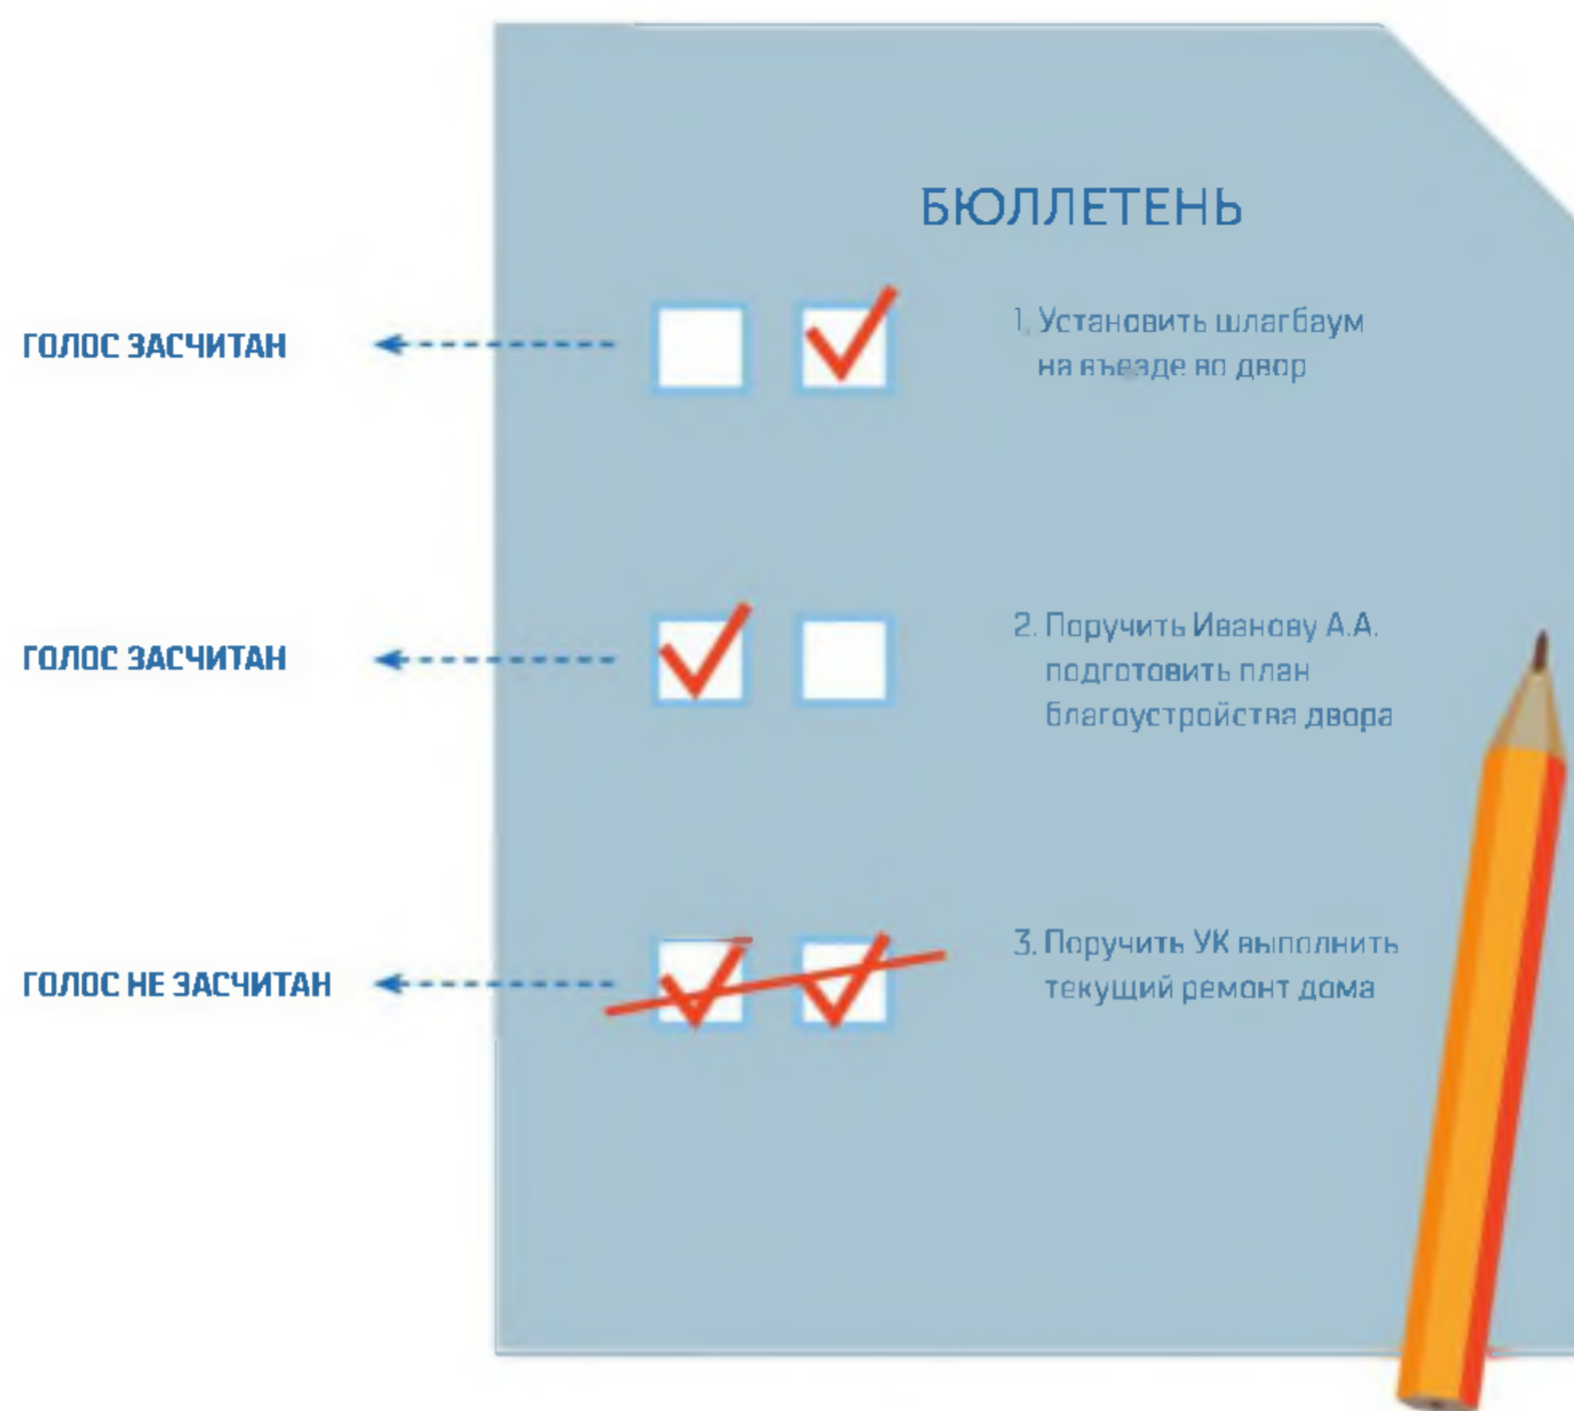 БЮЛЛЕТЕНЬ
ГОЛОС ЗАСЧИТАН
1. Установить шлагбаум
на въезде во двор
ГОЛОС ЗАСЧИТАН
2. Поручить Иванову А.А.
подготовить план
благоустройства двора
ГОЛОС НЕ ЗАСЧИТАН
3. Поручить УК выполнить
текущий ремонт дома